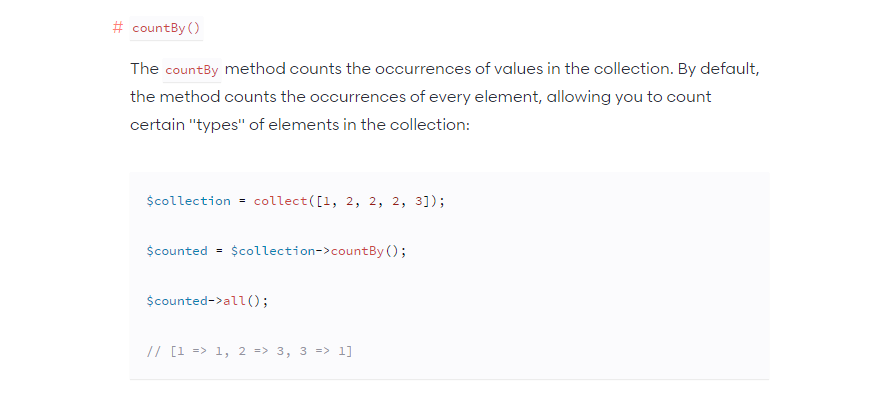 # countBy()
The countBy method counts the occurrences of values in the collection. By default,
the method counts the occurrences of every element, allowing you to count
certain "types" of elements in the collection:
$collection = collect([1, 2, 2, 2, 3]);
$counted = $collection->countBy();
$counted->all();
// [1 => 1, 2 => 3, 3 => 1]